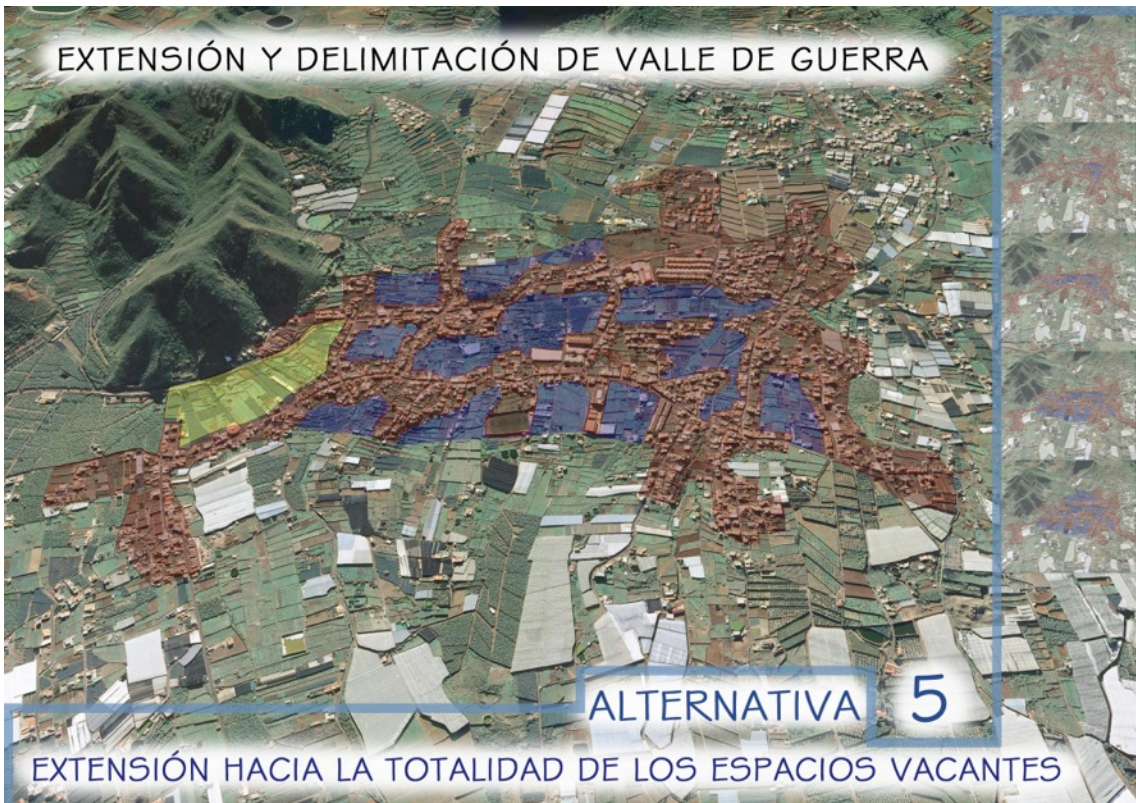 EXTENSIÓN Y DELIMITACIÓN DE VALLE DE GUERRA
ALTERNATIVA 5
EXTENSIÓN HACIA LA TOTALIDAD DE LOS ESPACIOS VACANTES